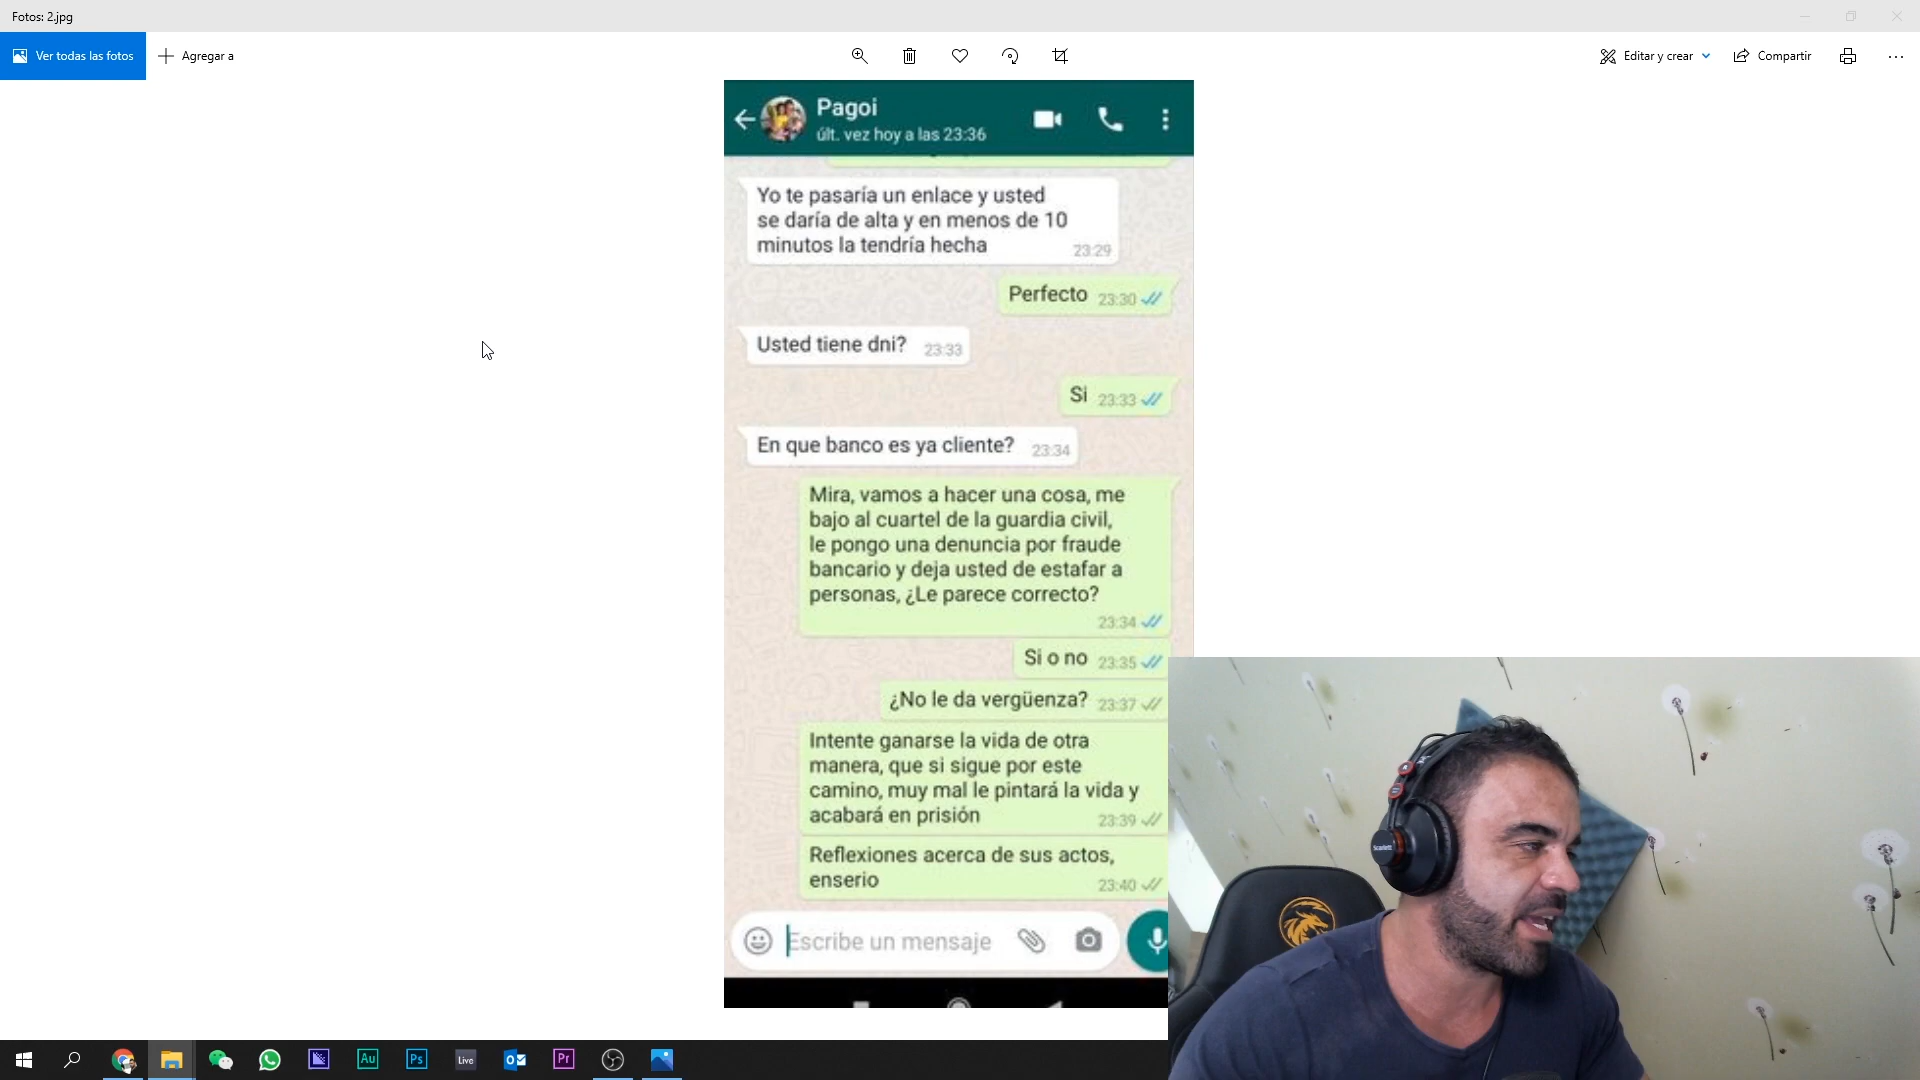 Fotos: 2.jpg
Ver todas las fotos
Agregar a
Editar y crear
Compartir
Pagoi
últ. vez hoy a las 23:36
Yo te pasaría un enlace y usted
se daría de alta y en menos de 10
minutos la tendría hecha
23:29
Perfecto 23:30
Usted tiene dni? 23:33
Si 23:33
En que banco es ya cliente? 23:34
Mira, vamos a hacer una cosa, me
bajo al cuartel de la guardia civil,
le pongo una denuncia por fraude
bancario y deja usted de estafar a
personas, ¿Le parece correcto?
23:34
Si o no 23:35
¿No le da vergüenza? 23:37
Intente ganarse la vida de otra
manera, que si sigue por este
camino, muy mal le pintará la vida y
acabará en prisión 23:39
Reflexiones acerca de sus actos,
enserio 23:40
Escribe un mensaje
Scarlett
Au
Ps
Live
Pr